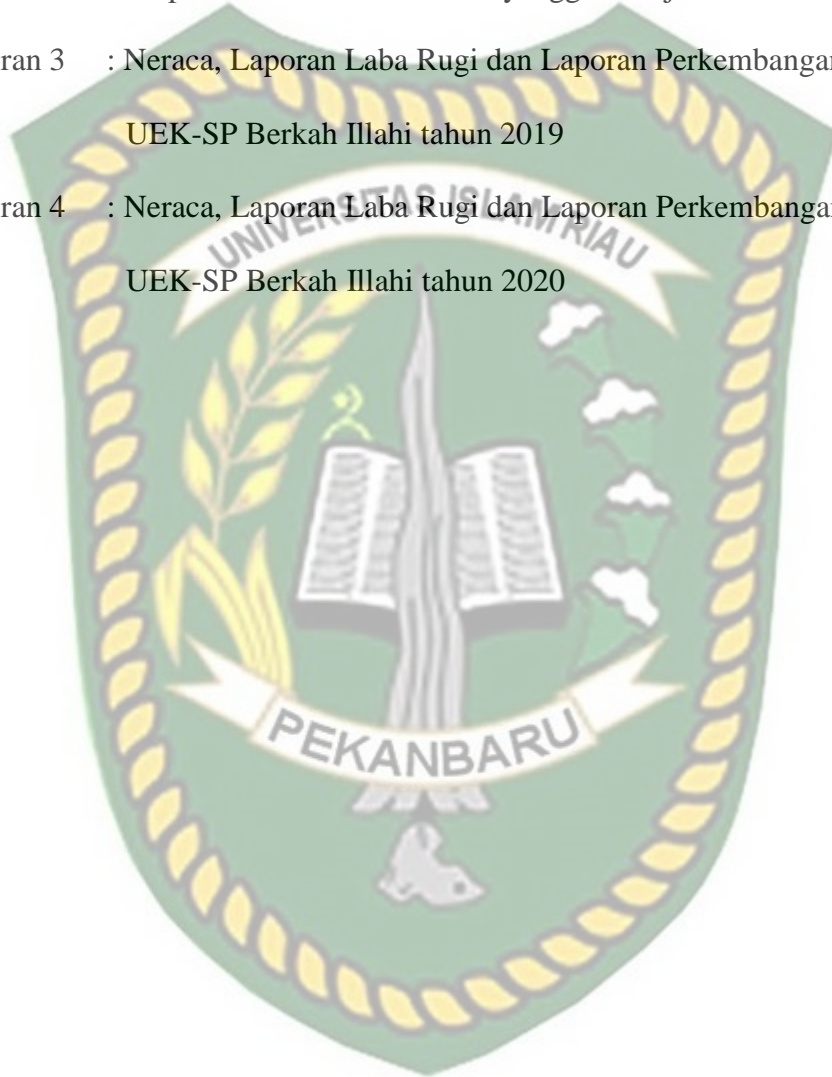 ran 3 : Neraca, Laporan Laba Rugi dan Laporan Perkembangan
UEK-SP Berkah Illahi tahun 2019
ran 4 : Neraca, Laporan Laba Rugi dan Laporan Perkembangan
UEK-SP Berkah Illahi tahun 2020
UNIVERSITAS ISLAM RIAU
PEKANBARU